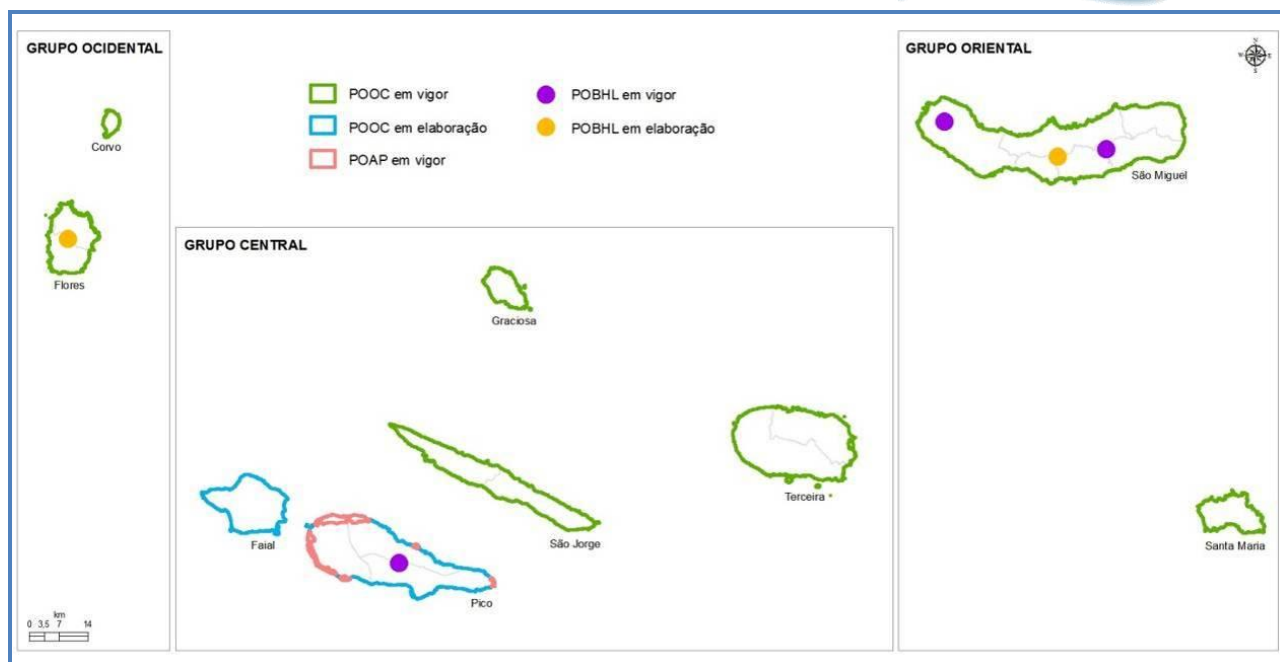 GRUPO OCIDENTAL
Corvo
Flores
km
0 3,5 7 14
POOC em vigor
POOC em elaboração
POAP em vigor
POBHL em vigor
POBHL em elaboração
GRUPO CENTRAL
Graciosa
Terceira
São Jorge
Faial
Pico
GRUPO ORIENTAL
N
W E
S
São Miguel
Santa Maria